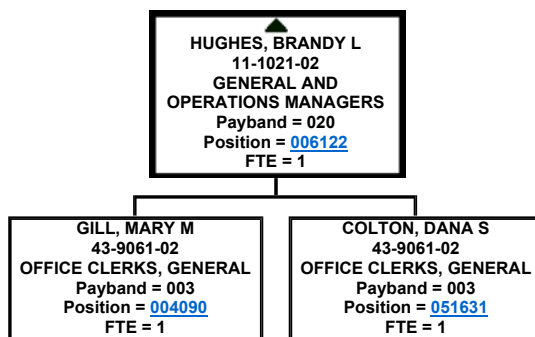 HUGHES, BRANDY L
11-1021-02
GENERAL AND
OPERATIONS MANAGERS
Payband = 020
Position = 006122
FTE = 1
GILL, MARY M
43-9061-02
OFFICE CLERKS, GENERAL
Payband = 003
Position = 004090
FTE = 1
COLTON, DANA S
43-9061-02
OFFICE CLERKS, GENERAL
Payband = 003
Position = 051631
FTE = 1